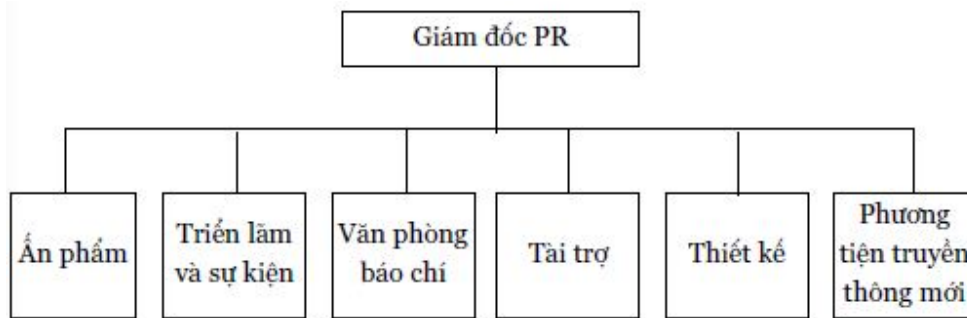 Giám đốc PR
Ấn phẩm
Triển lãm
và sự kiện
Văn phòng
báo chí
Tài trợ
Thiết kế
Phương
tiện truyền
thông mới